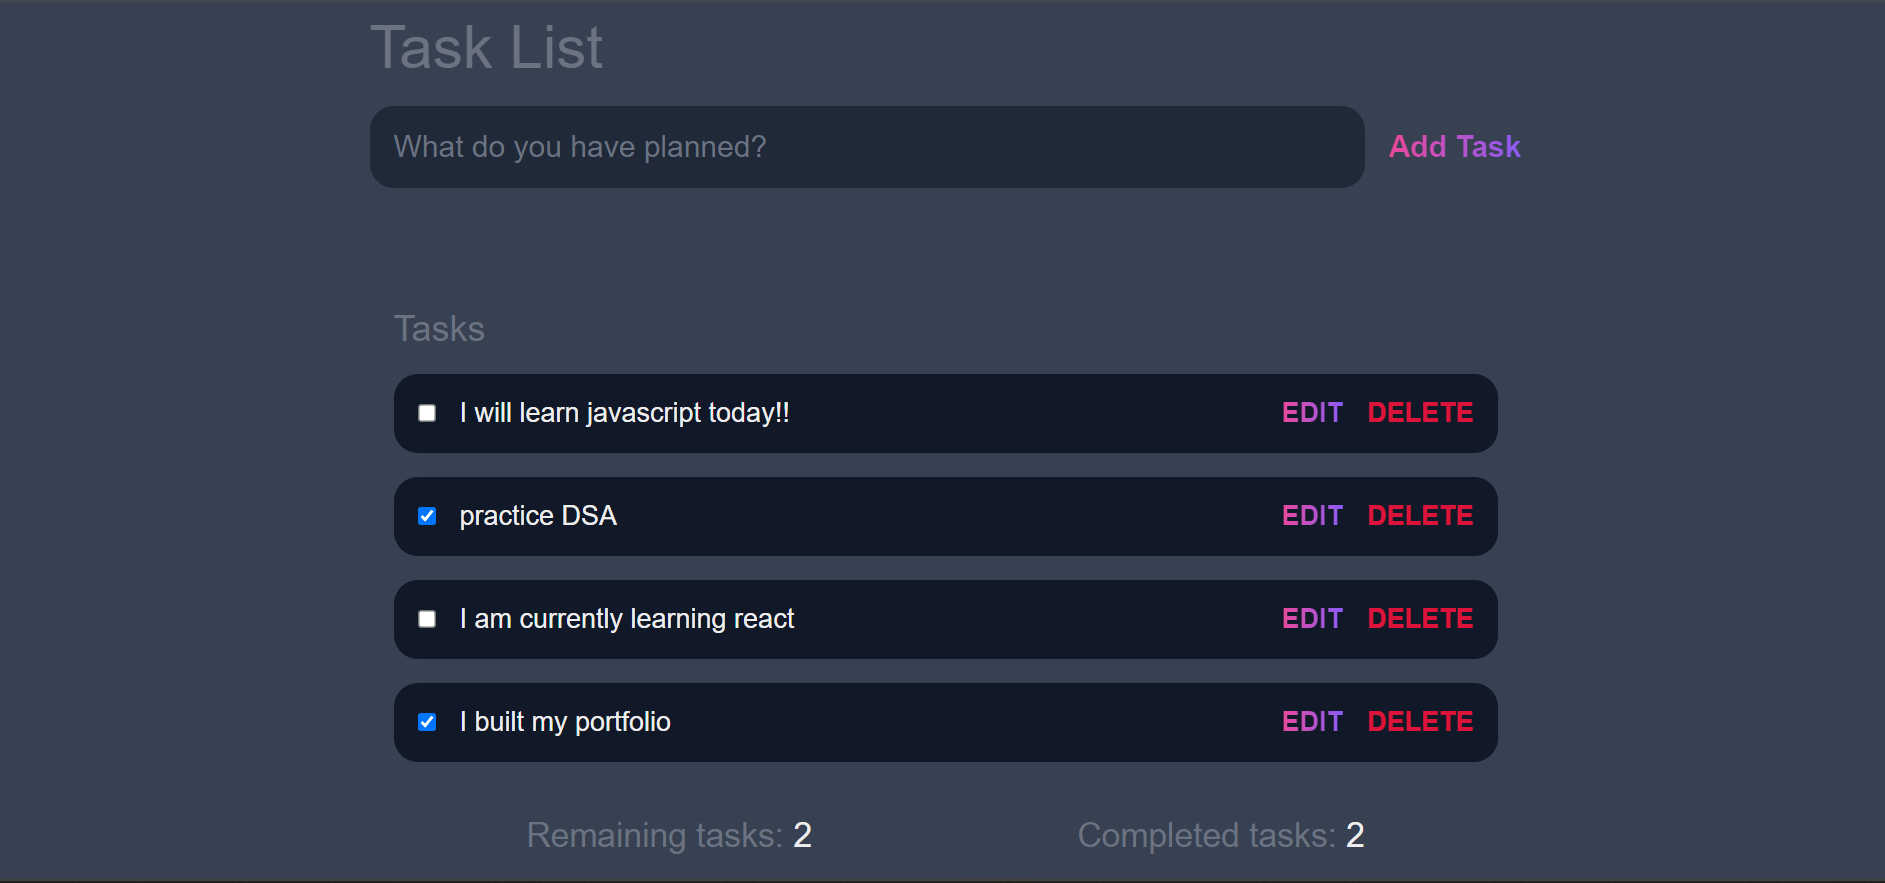 Task List
What do you have planned? Add Task
Tasks
I will learn javascript today!! EDIT DELETE
practice DSA EDIT DELETE
I am currently learning react EDIT DELETE
I built my portfolio EDIT DELETE
Remaining tasks: 2 Completed tasks: 2